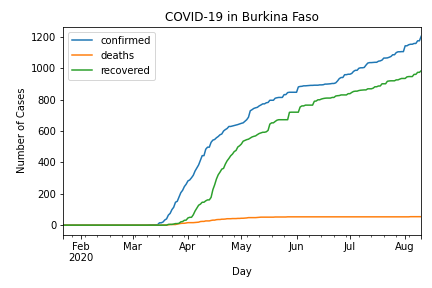 COVID-19 in Burkina Faso
confirmed
deaths
recovered
1200
1000
800
600
400
200
0
Number of Cases
Feb
2020
Mar
Apr
May
Jun
Jul
Aug
Day